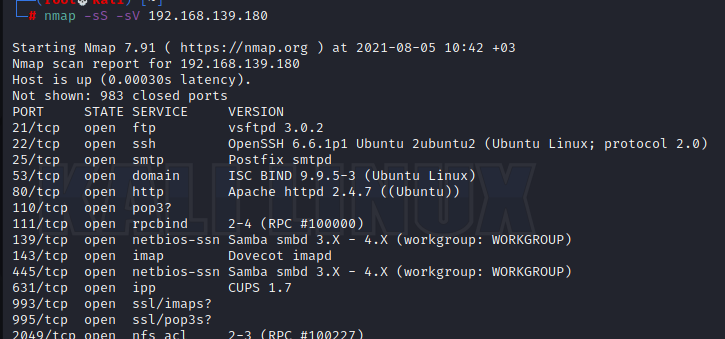 (root💀kali)-[~]
└─# nmap -sS -sV 192.168.139.180
Starting Nmap 7.91 ( https://nmap.org ) at 2021-08-05 10:42 +03
Nmap scan report for 192.168.139.180
Host is up (0.00030s latency).
Not shown: 983 closed ports
PORT     STATE SERVICE     VERSION
21/tcp   open  ftp         vsftpd 3.0.2
22/tcp   open  ssh         OpenSSH 6.6.1p1 Ubuntu 2ubuntu2 (Ubuntu Linux; protocol 2.0)
25/tcp   open  smtp        Postfix smtpd
53/tcp   open  domain      ISC BIND 9.9.5-3 (Ubuntu Linux)
80/tcp   open  http        Apache httpd 2.4.7 ((Ubuntu))
110/tcp  open  pop3?
111/tcp  open  rpcbind     2-4 (RPC #100000)
139/tcp  open  netbios-ssn Samba smbd 3.X - 4.X (workgroup: WORKGROUP)
143/tcp  open  imap        Dovecot imapd
445/tcp  open  netbios-ssn Samba smbd 3.X - 4.X (workgroup: WORKGROUP)
631/tcp  open  ipp         CUPS 1.7
993/tcp  open  ssl/imaps?
995/tcp  open  ssl/pop3s?
2049/tcp open  nfs_acl     2-3 (RPC #100227)
KALI LINUX